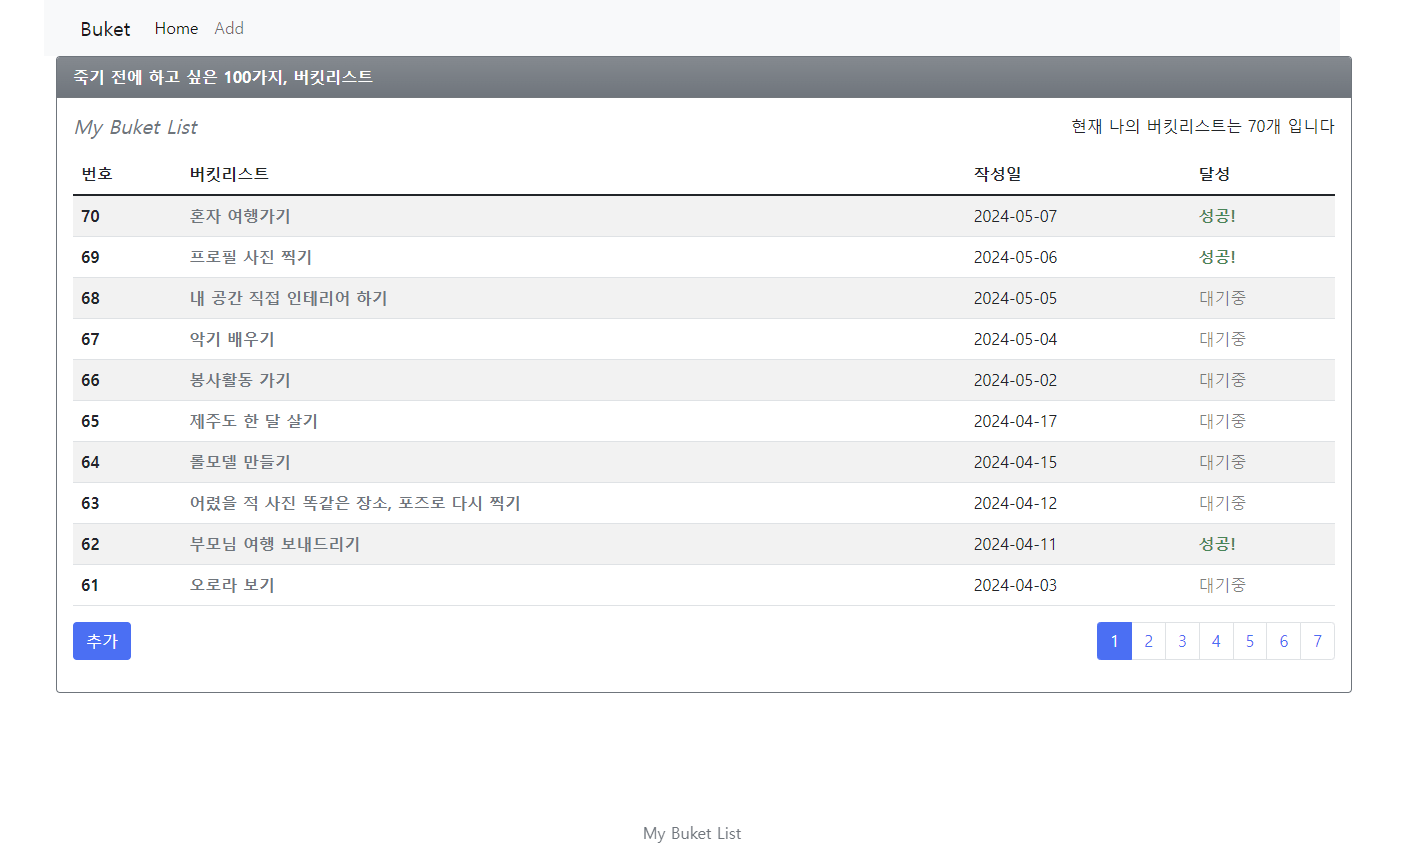 Buket Home Add
죽기 전에 하고 싶은 100가지, 버킷리스트
My Buket List 현재 나의 버킷리스트는 70개 입니다
번호 버킷리스트 작성일 달성
70 혼자 여행가기 2024-05-07 성공!
69 프로필 사진 찍기 2024-05-06 성공!
68 내 공간 직접 인테리어 하기 2024-05-05 대기중
67 악기 배우기 2024-05-04 대기중
66 봉사활동 가기 2024-05-02 대기중
65 제주도 한 달 살기 2024-04-17 대기중
64 롤모델 만들기 2024-04-15 대기중
63 어렸을 적 사진 똑같은 장소, 포즈로 다시 찍기 2024-04-12 대기중
62 부모님 여행 보내드리기 2024-04-11 성공!
61 오로라 보기 2024-04-03 대기중
추가 1 2 3 4 5 6 7
My Buket List